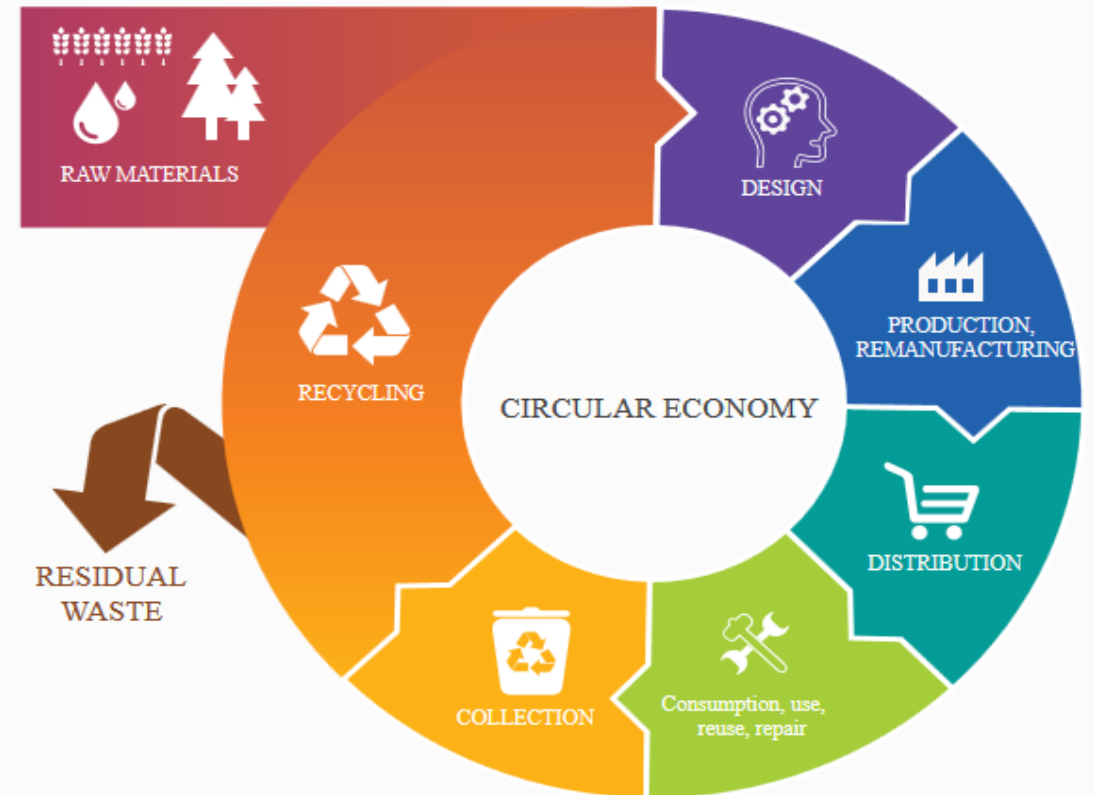 RAW MATERIALS
DESIGN
PRODUCTION,
REMANUFACTURING
RECYCLING
CIRCULAR ECONOMY
DISTRIBUTION
RESIDUAL
WASTE
COLLECTION
Consumption, use,
reuse, repair